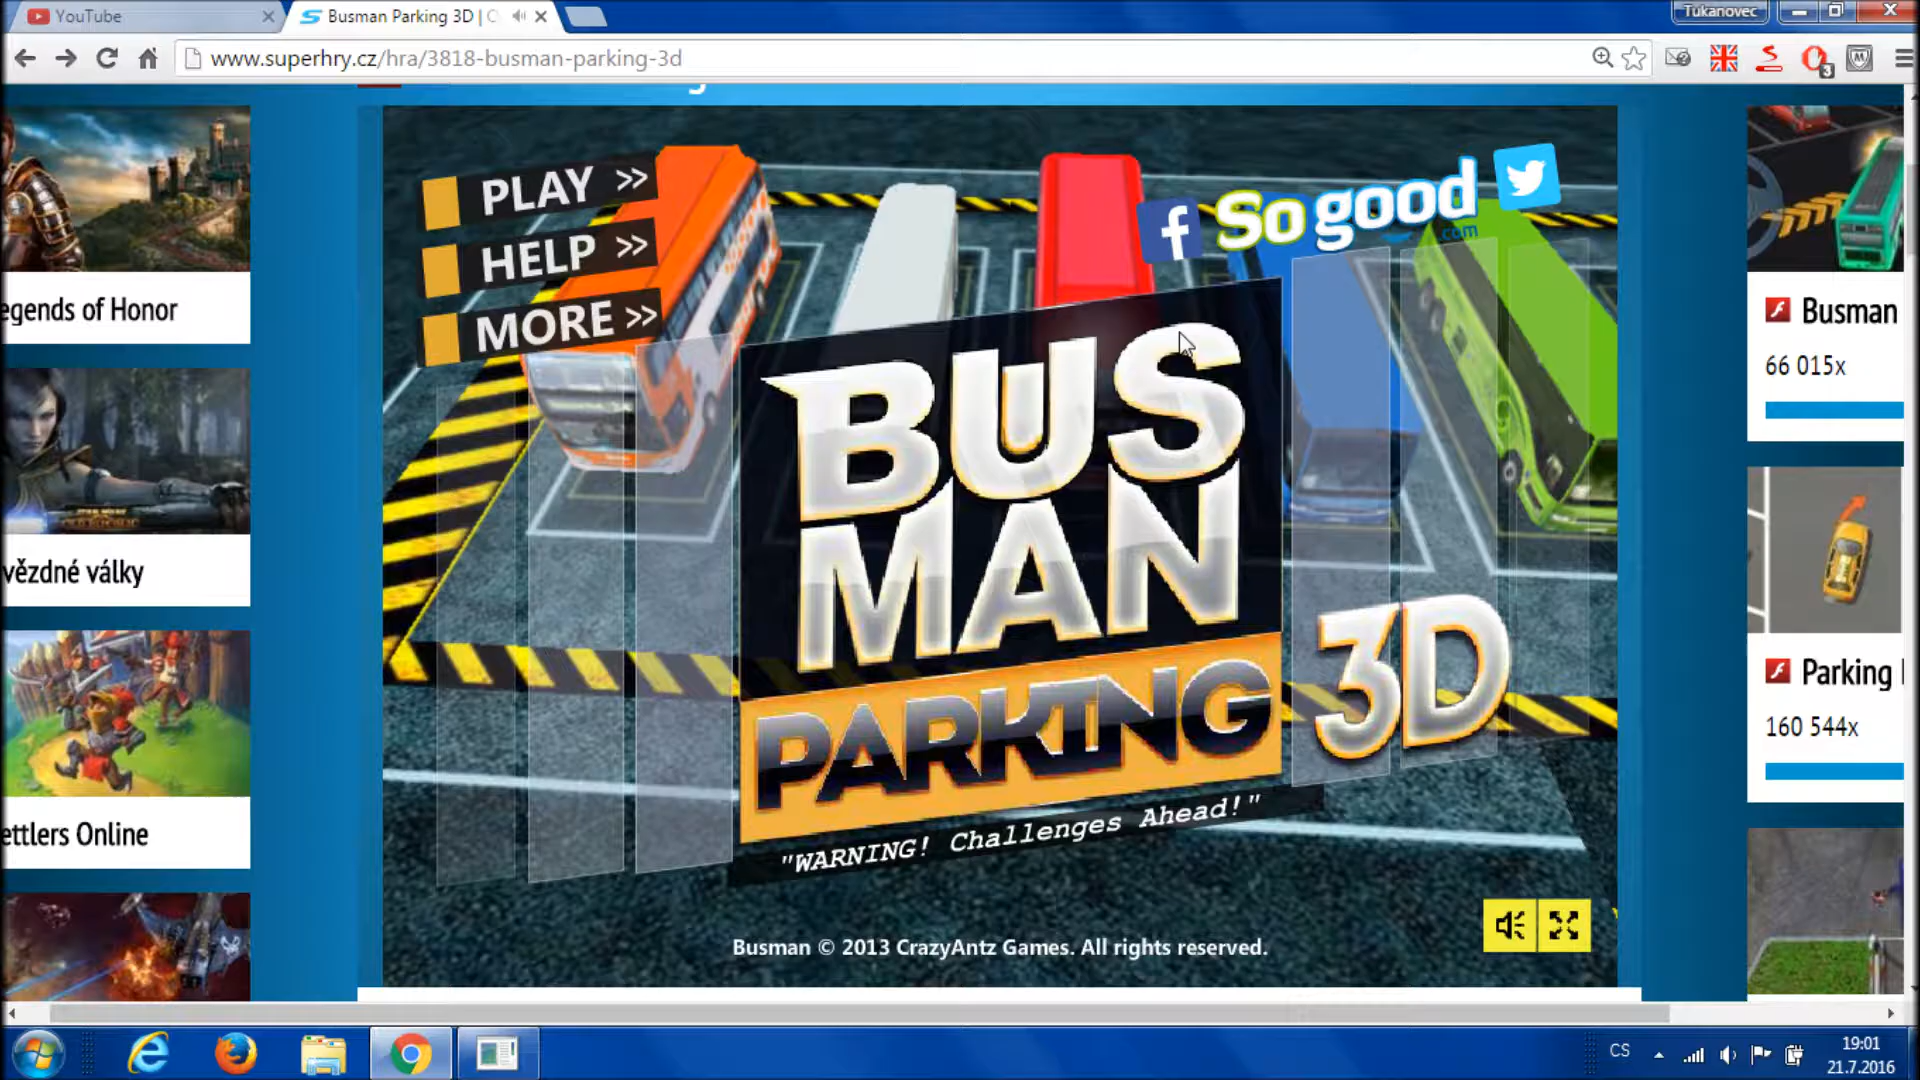 YouTube
Busman Parking 3D |
Tukanovec
www.superhry.cz/hra/3818-busman-parking-3d
3
PLAY >>
HELP >>
MORE >>
f
So good
.com
BUS
MAN
PARKING
3D
"WARNING! Challenges Ahead!"
Busman © 2013 CrazyAntz Games. All rights reserved.
egends of Honor
vězdné války
ettlers Online
Busman
66 015x
Parking
160 544x
CS
19:01
21.7.2016